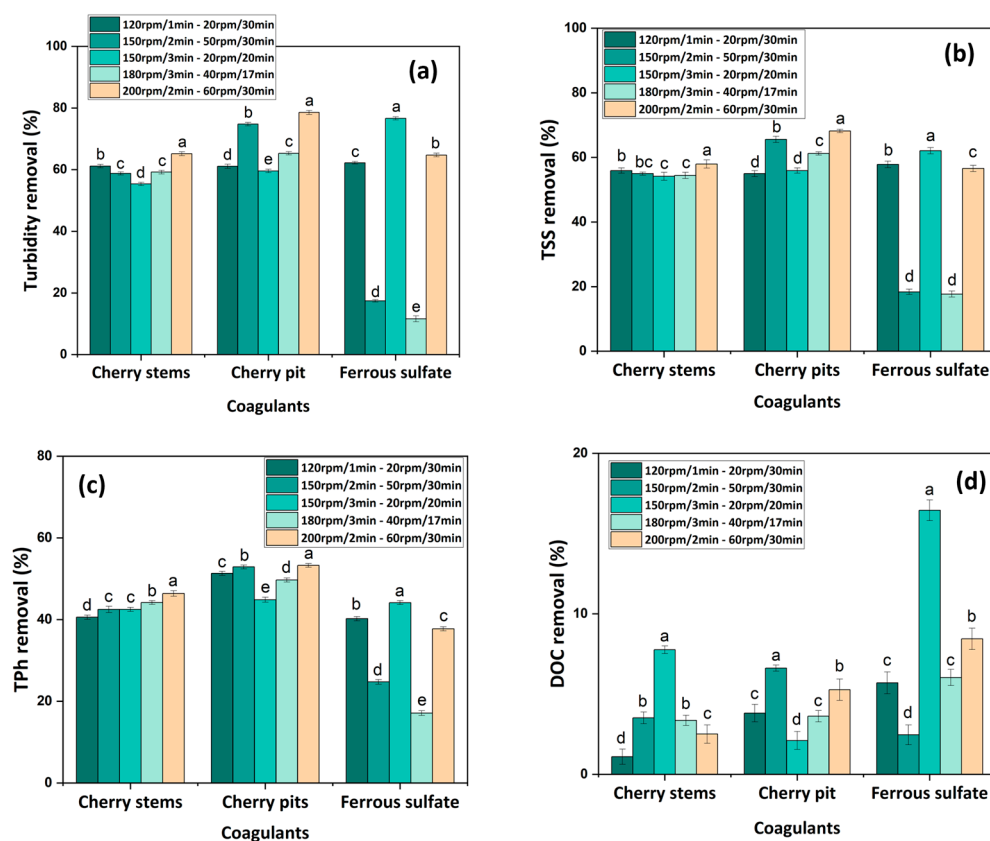 120rpm/1min - 20rpm/30min
150rpm/2min - 50rpm/30min
150rpm/3min - 20rpm/20min
180rpm/3min - 40rpm/17min
200rpm/2min - 60rpm/30min
(a)
Turbidity removal (%)
100
80
60
40
20
0
b c d c a
d b e c a
c d a e b
Cherry stems Cherry pit Ferrous sulfate
Coagulants
120rpm/1min - 20rpm/30min
150rpm/2min - 50rpm/30min
150rpm/3min - 20rpm/20min
180rpm/3min - 40rpm/17min
200rpm/2min - 60rpm/30min
(b)
TSS removal (%)
100
80
60
40
20
0
b bc c c a
d b d c a
b d a d c
Cherry stems Cherry pits Ferrous sulfate
Coagulants
120rpm/1min - 20rpm/30min
150rpm/2min - 50rpm/30min
150rpm/3min - 20rpm/20min
180rpm/3min - 40rpm/17min
200rpm/2min - 60rpm/30min
(c)
TPh removal (%)
80
60
40
20
0
d c c b a
c b e d a
b d a e c
Cherry stems Cherry pits Ferrous sulfate
Coagulants
120rpm/1min - 20rpm/30min
150rpm/2min - 50rpm/30min
150rpm/3min - 20rpm/20min
180rpm/3min - 40rpm/17min
200rpm/2min - 60rpm/30min
(d)
DOC removal (%)
20
10
0
d b a b c
c a d c b
c d a c b
Cherry stems Cherry pit Ferrous sulfate
Coagulants